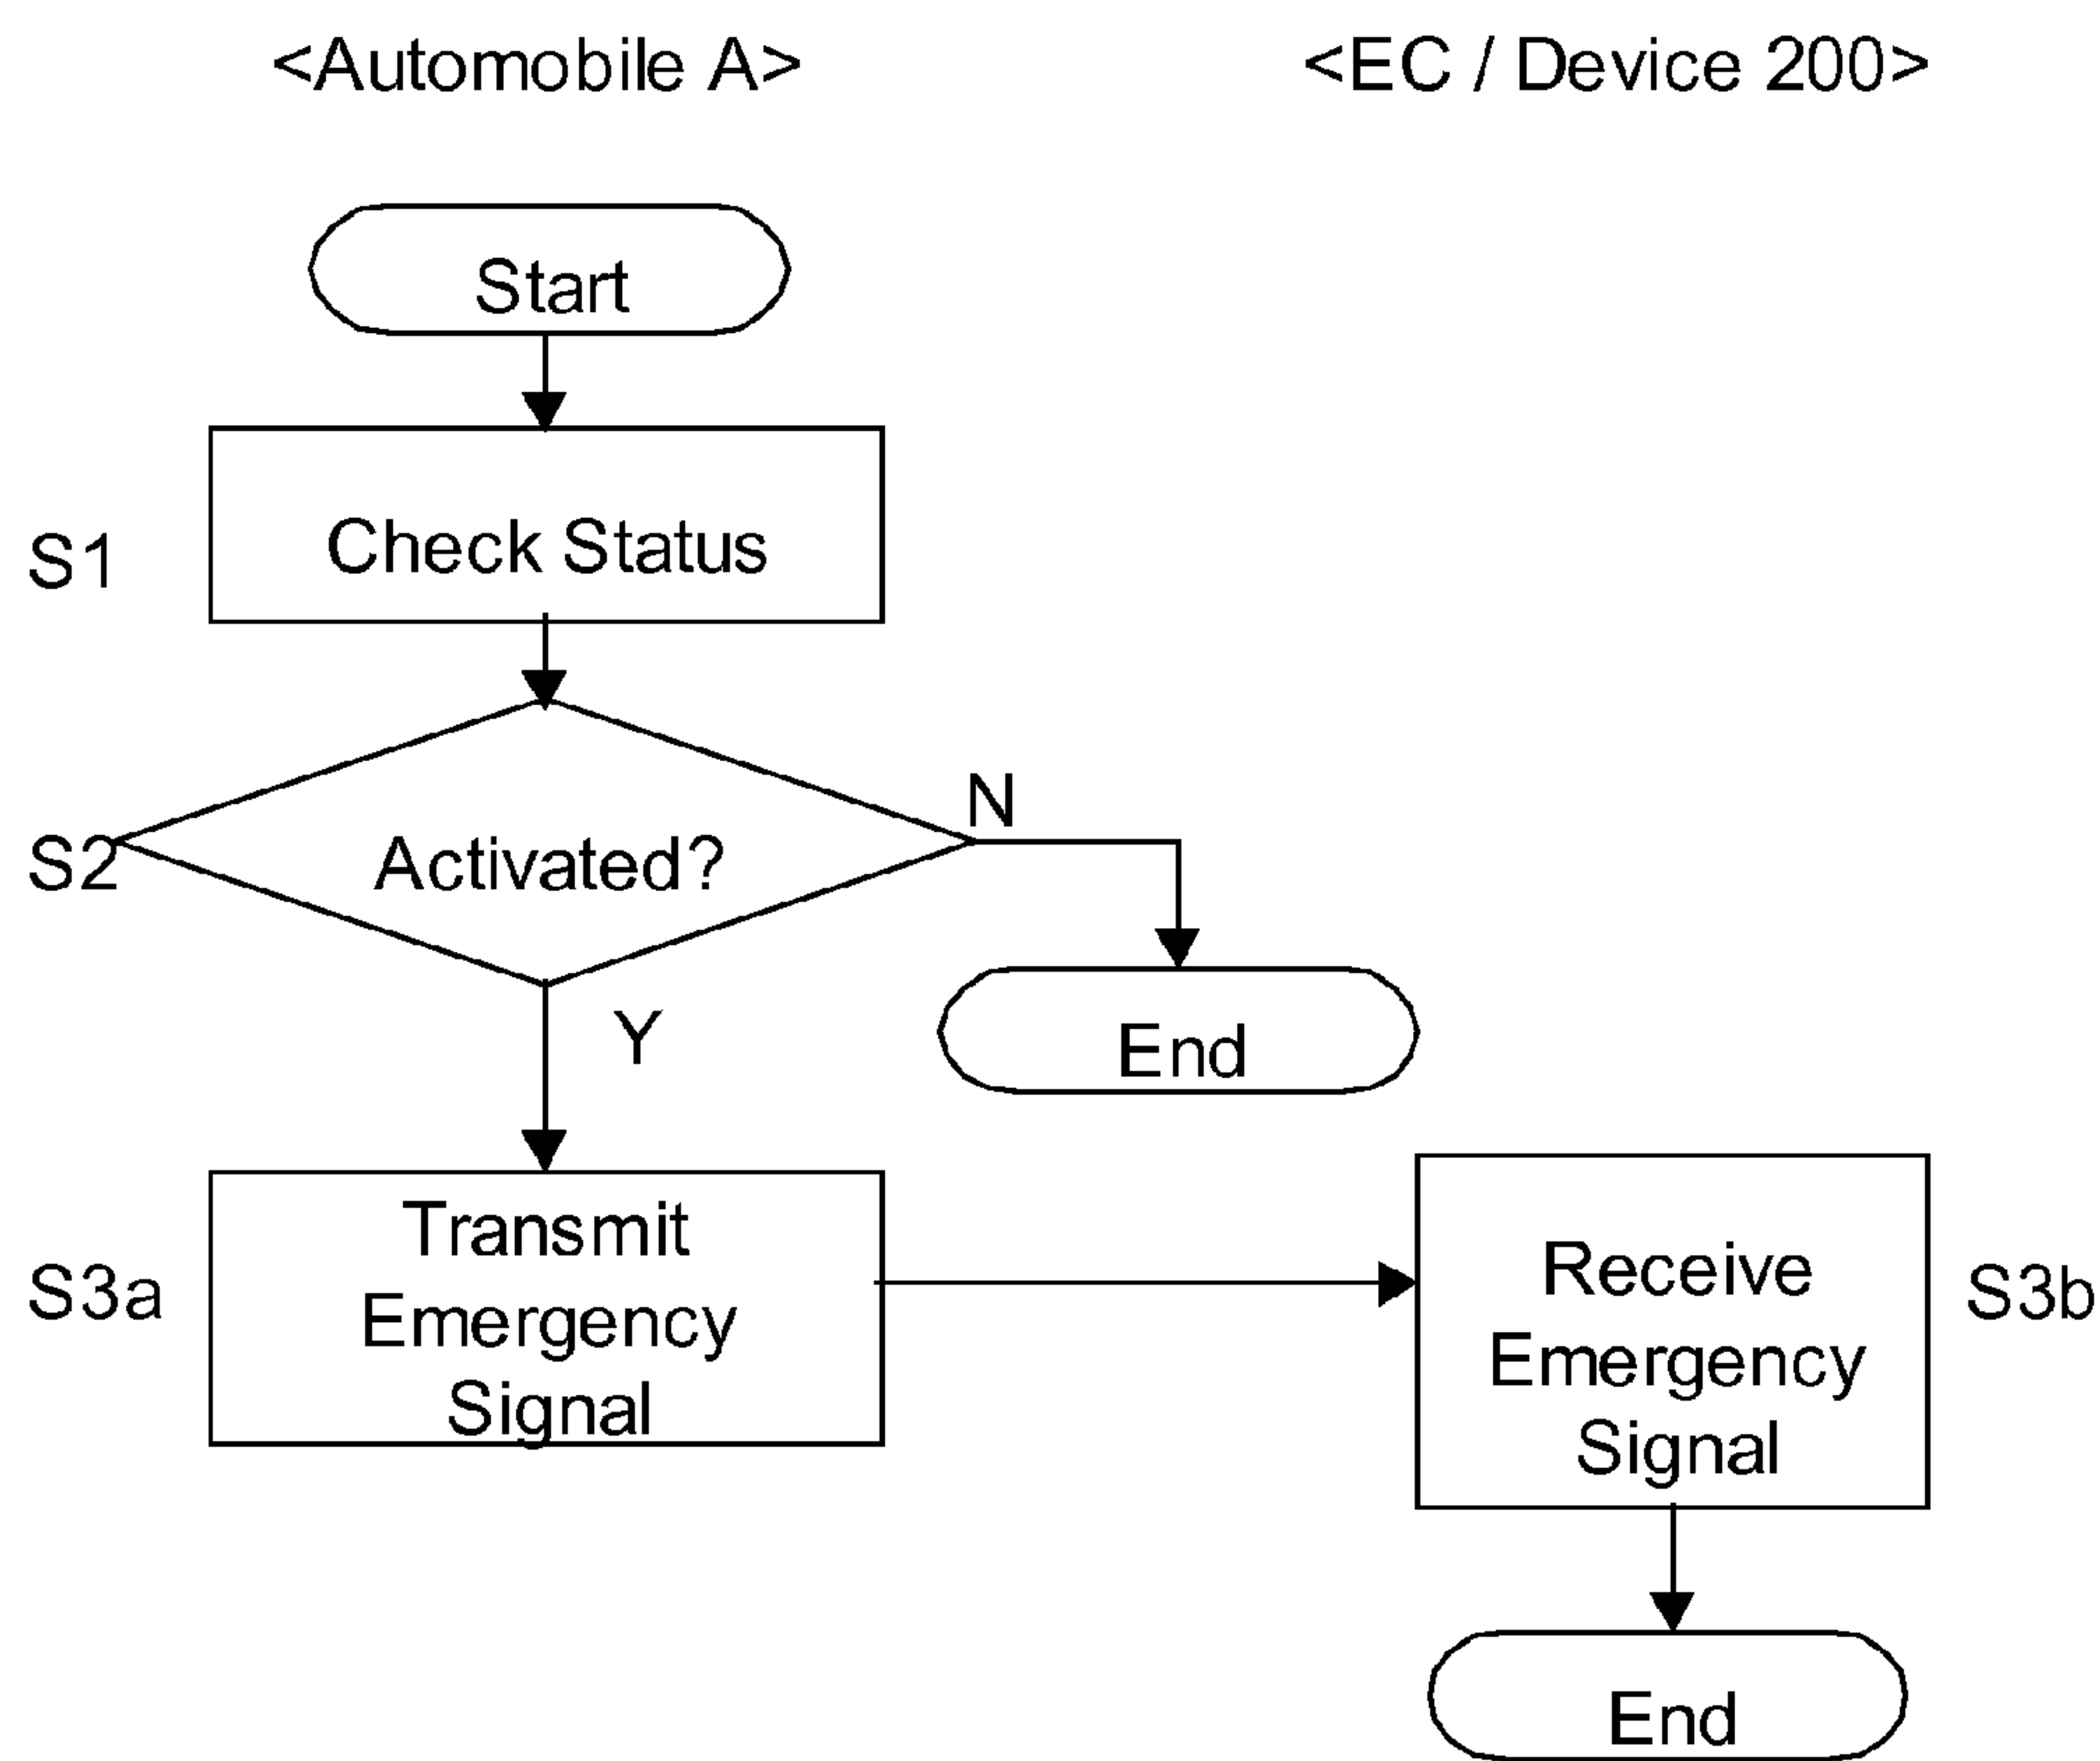 <Automobile A>
<EC / Device 200>
Start
S1
Check Status
S2
Activated?
N
Y
End
S3a
Transmit
Emergency
Signal
Receive
Emergency
Signal
S3b
End